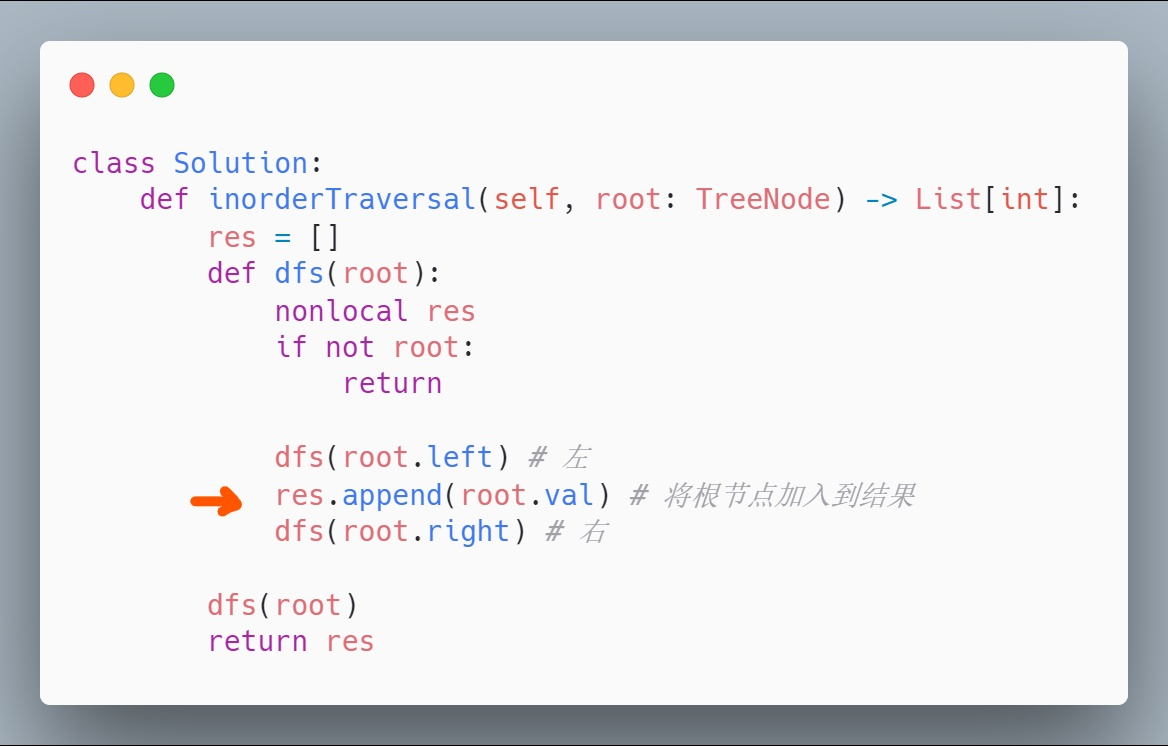 class Solution:
    def inorderTraversal(self, root: TreeNode) -> List[int]:
        res = []
        def dfs(root):
            nonlocal res
            if not root:
                return
            dfs(root.left) # 左
            res.append(root.val) # 将根节点加入到结果
            dfs(root.right) # 右
        dfs(root)
        return res